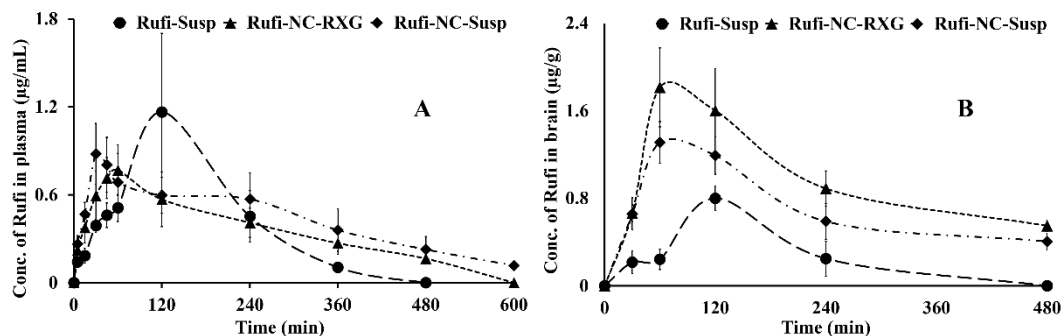 Rufi-Susp Rufi-NC-RXG Rufi-NC-Susp
1.8
1.2
0.6
0
0 120 240 360 480 600
Conc. of Rufi in plasma (µg/mL)
Time (min)
A
Rufi-Susp Rufi-NC-RXG Rufi-NC-Susp
2.4
1.6
0.8
0.0
0 120 240 360 480
Conc. of Rufi in brain (µg/g)
Time (min)
B